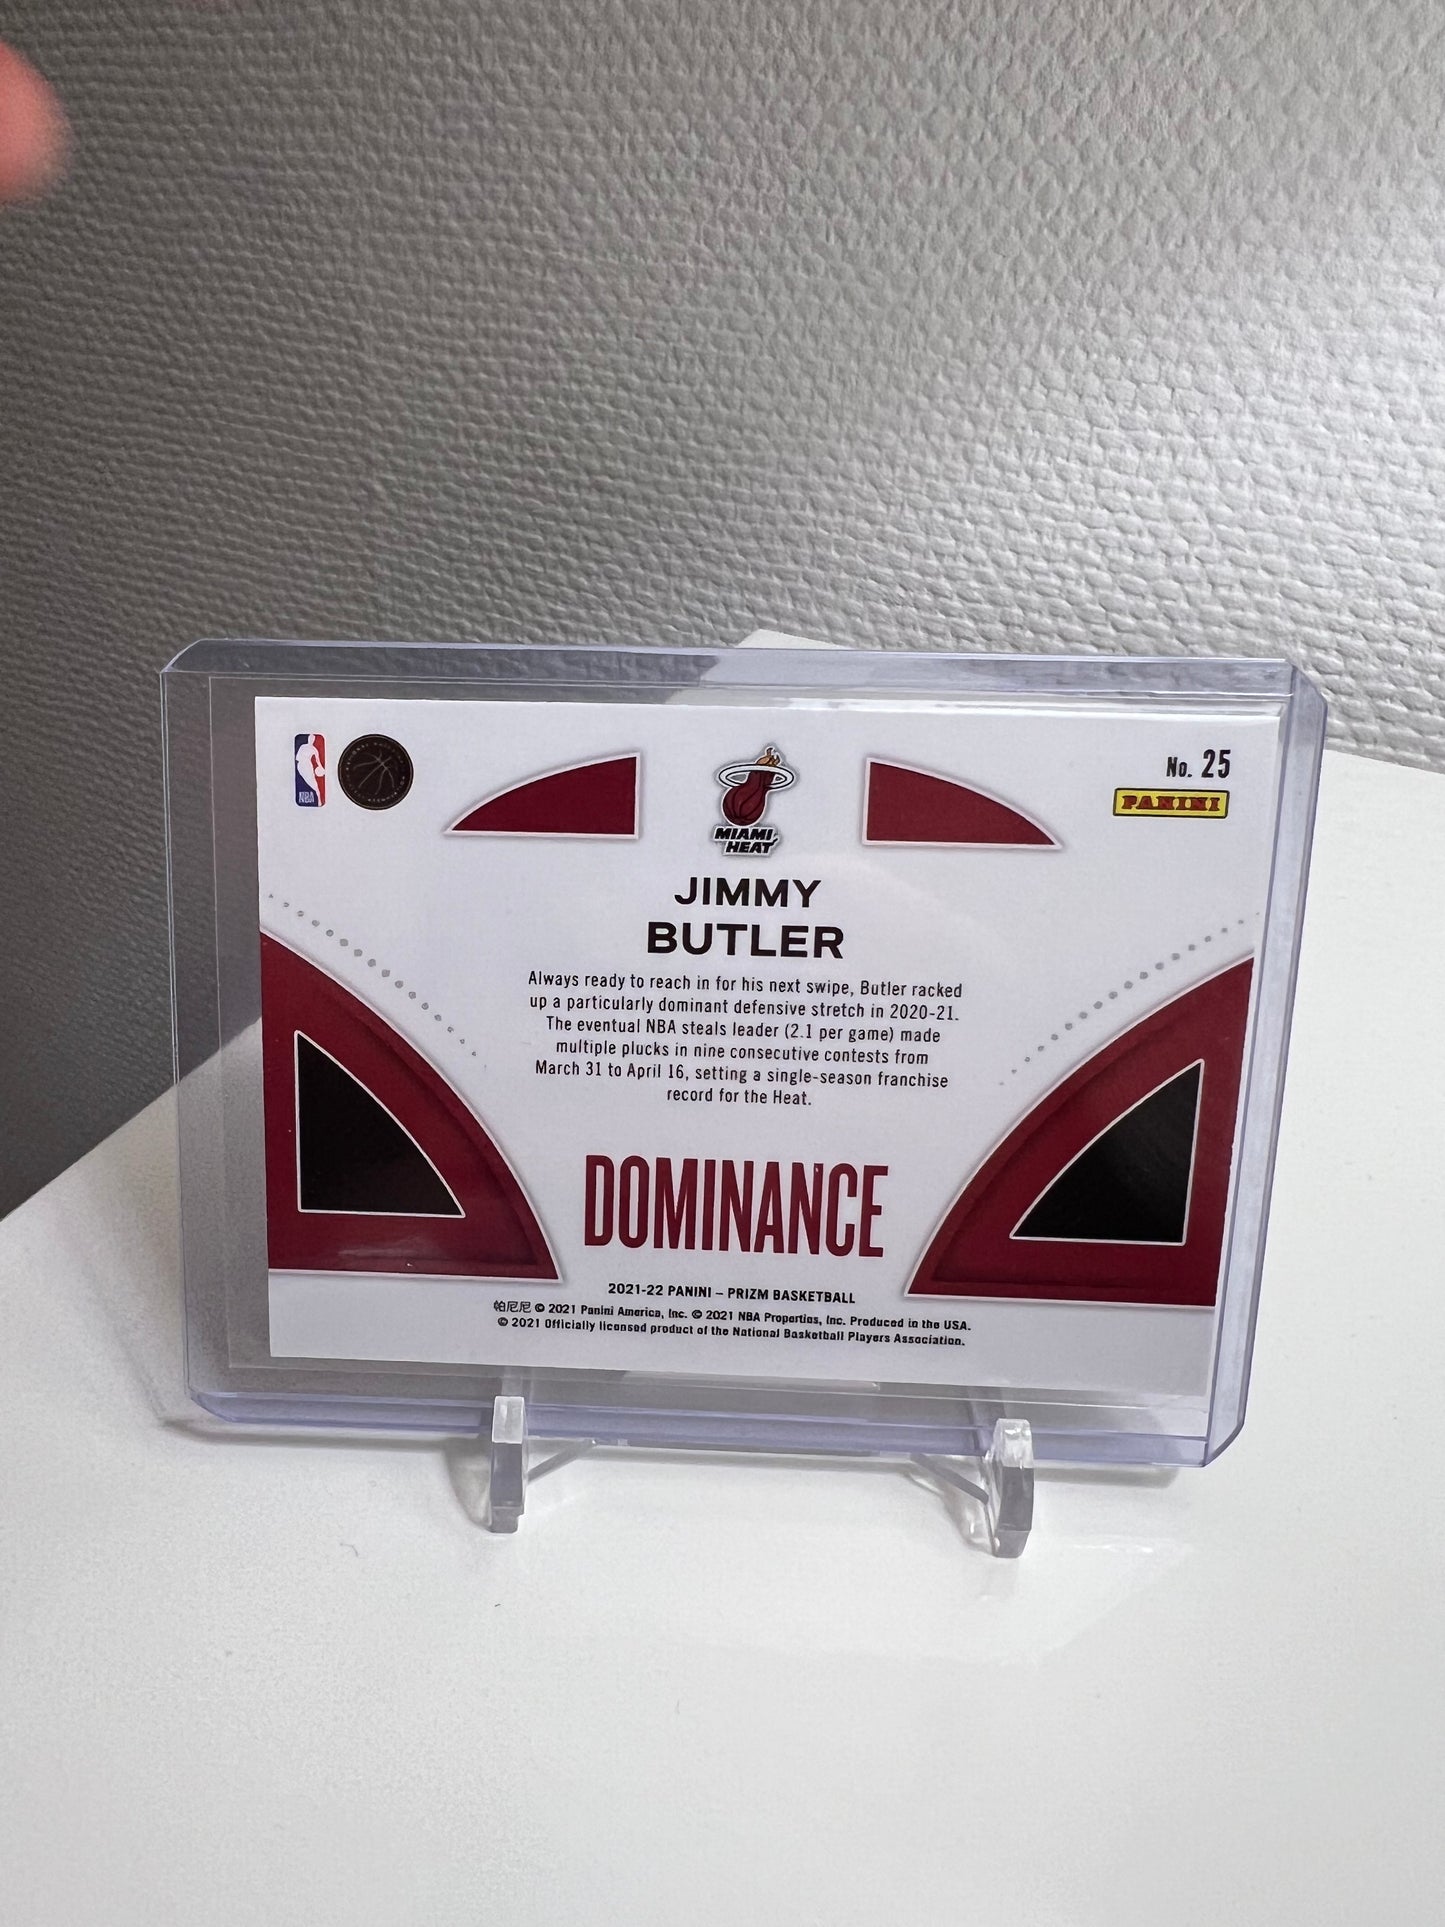 NBA
No. 25
PANINI
MIAMI
HEAT
JIMMY
BUTLER
Always ready to reach in for his next swipe, Butler racked
up a particularly dominant defensive stretch in 2020-21.
The eventual NBA steals leader (2.1 per game) made
multiple plucks in nine consecutive contests from
March 31 to April 16, setting a single-season franchise
record for the Heat.
DOMINANCE
2021-22 PANINI – PRIZM BASKETBALL
帕尼尼 © 2021 Panini America, Inc. © 2021 NBA Properties, Inc. Produced in the USA.
© 2021 Officially licensed product of the National Basketball Players Association.